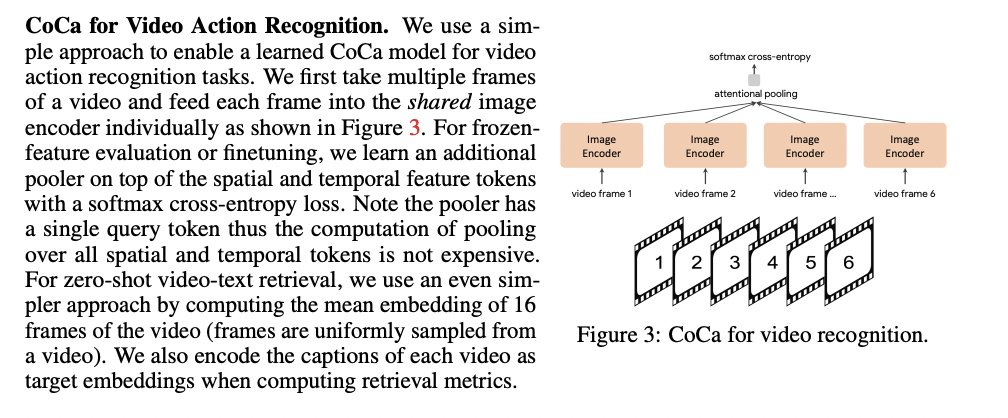 CoCa for Video Action Recognition. We use a sim-
ple approach to enable a learned CoCa model for video
action recognition tasks. We first take multiple frames
of a video and feed each frame into the shared image
encoder individually as shown in Figure 3. For frozen-
feature evaluation or finetuning, we learn an additional
pooler on top of the spatial and temporal feature tokens
with a softmax cross-entropy loss. Note the pooler has
a single query token thus the computation of pooling
over all spatial and temporal tokens is not expensive.
For zero-shot video-text retrieval, we use an even sim-
pler approach by computing the mean embedding of 16
frames of the video (frames are uniformly sampled from
a video). We also encode the captions of each video as
target embeddings when computing retrieval metrics.
softmax cross-entropy
attentional pooling
Image Encoder
Image Encoder
Image Encoder
Image Encoder
video frame 1
video frame 2
video frame ...
video frame 6
1 2 3 4 5 6
Figure 3: CoCa for video recognition.